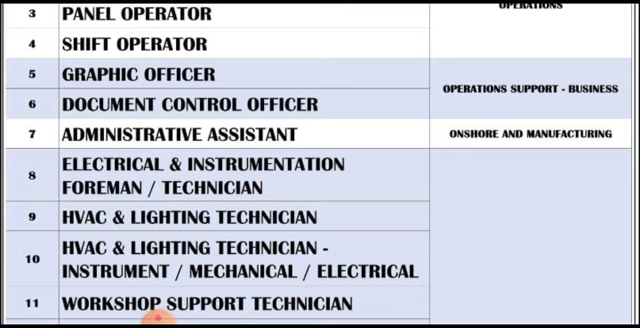 OPERATIONS
3 PANEL OPERATOR
4 SHIFT OPERATOR
5 GRAPHIC OFFICER
OPERATIONS SUPPORT - BUSINESS
6 DOCUMENT CONTROL OFFICER
7 ADMINISTRATIVE ASSISTANT ONSHORE AND MANUFACTURING
8 ELECTRICAL & INSTRUMENTATION
FOREMAN / TECHNICIAN
9 HVAC & LIGHTING TECHNICIAN
10 HVAC & LIGHTING TECHNICIAN -
INSTRUMENT / MECHANICAL / ELECTRICAL
11 WORKSHOP SUPPORT TECHNICIAN